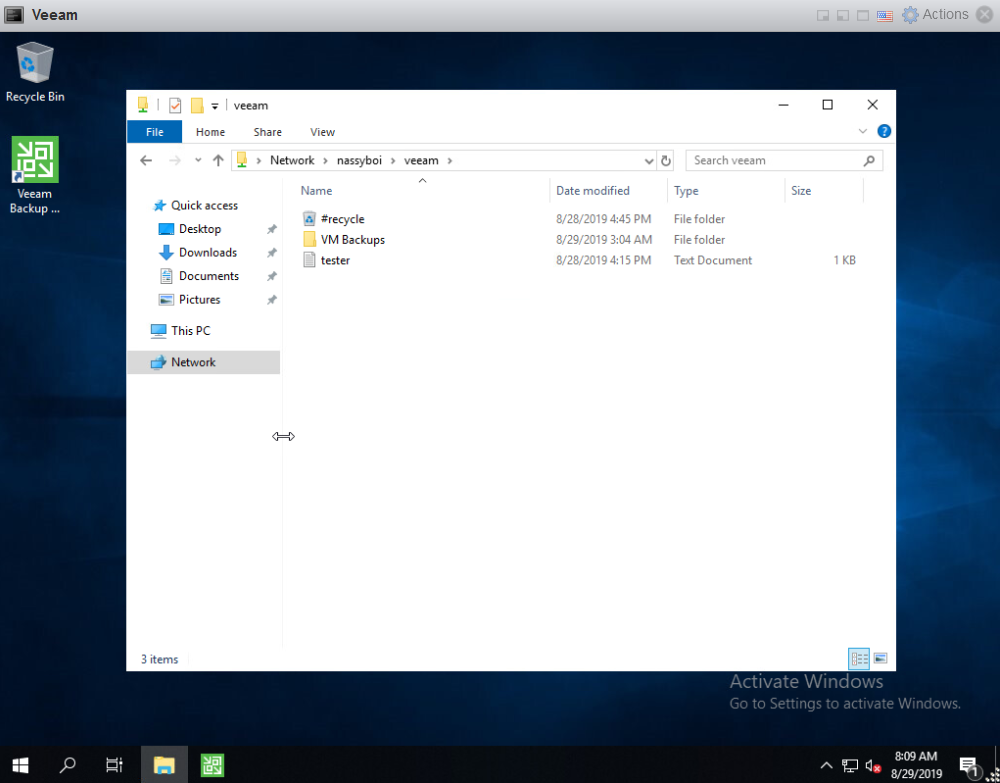 Veeam
Actions
Recycle Bin
Veeam
Backup ...
veeam
File Home Share View
Network nassyboi veeam
Search veeam
Name Date modified Type Size
Quick access
Desktop
Downloads
Documents
Pictures
This PC
Network
#recycle 8/28/2019 4:45 PM File folder
VM Backups 8/29/2019 3:04 AM File folder
tester 8/28/2019 4:15 PM Text Document 1 KB
3 items
Activate Windows
Go to Settings to activate Windows.
8:09 AM
8/29/2019
1